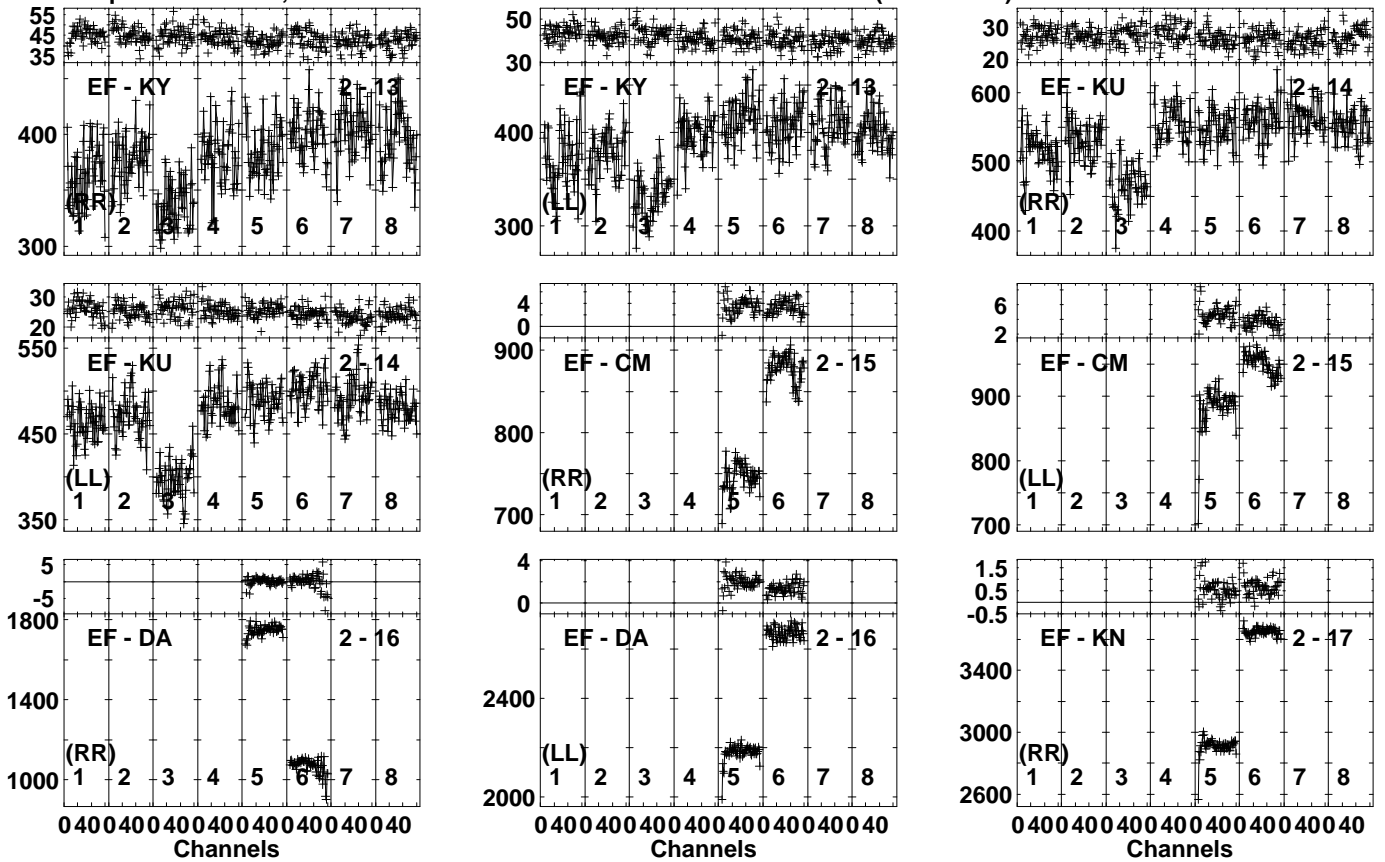 55
45
35
EF - KY 2 - 13
400
(RR)
1 2 3 4 5 6 7 8
300
50
40
30
EF - KY 2 - 13
400
(LL)
1 2 3 4 5 6 7 8
300
30
20
EF - KU 2 - 14
600
500
(RR)
1 2 3 4 5 6 7 8
400
30
20
550
EF - KU 2 - 14
450
(LL)
1 2 3 4 5 6 7 8
350
4
0
900
EF - CM 2 - 15
800
(RR)
1 2 3 4 5 6 7 8
700
6
2
EF - CM 2 - 15
900
800
(LL)
1 2 3 4 5 6 7 8
700
5
-5
1800
EF - DA 2 - 16
1400
(RR)
1000
1 2 3 4 5 6 7 8
0 40 0 40 0 40 0 40 0 40 0 40 0 40 0 40
Channels
4
0
EF - DA 2 - 16
2400
(LL)
1 2 3 4 5 6 7 8
2000
0 40 0 40 0 40 0 40 0 40 0 40 0 40 0 40
Channels
1.5
0.5
-0.5
EF - KN 2 - 17
3400
3000
(RR)
1 2 3 4 5 6 7 8
2600
0 40 0 40 0 40 0 40 0 40 0 40 0 40 0 40
Channels